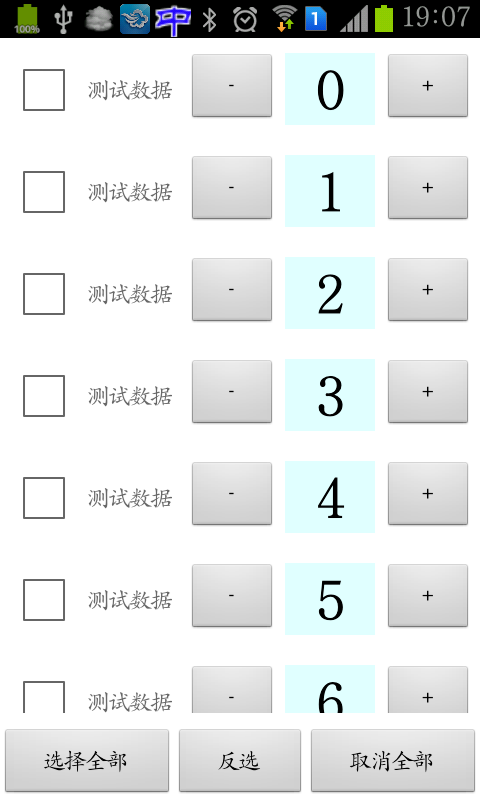 100% 中 1 19:07
测试数据 - 0 +
测试数据 - 1 +
测试数据 - 2 +
测试数据 - 3 +
测试数据 - 4 +
测试数据 - 5 +
测试数据 - 6 +
选择全部 反选 取消全部